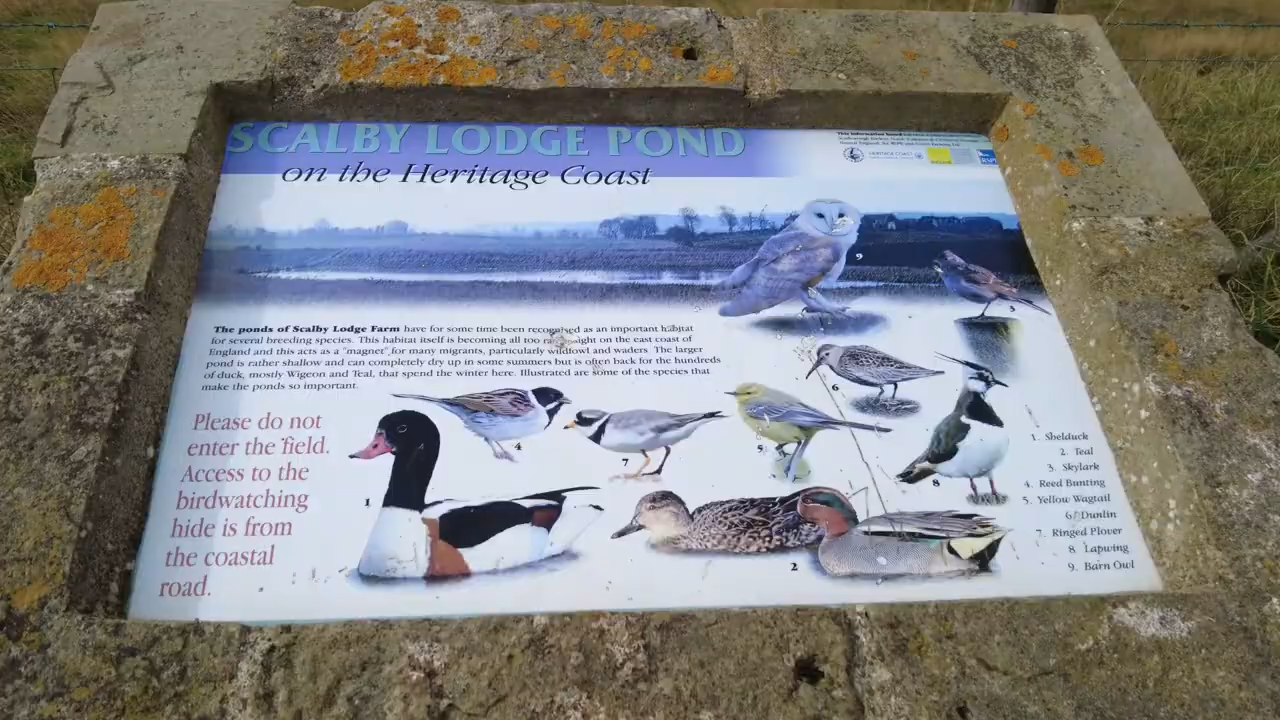 SCALBY LODGE POND
on the Heritage Coast
This information board
HERITAGE COAST
RSPB
9
3
The ponds of Scalby Lodge Farm have for some time been recognised as an important habitat
for several breeding species. This habitat itself is becoming all too sight on the east coast of
England and this acts as a "magnet" for many migrants, particularly wildfowl and waders The larger
pond is rather shallow and can completely dry up in some summers but is often back for the hundreds
of duck, mostly Wigeon and Teal, that spend the winter here. Illustrated are some of the species that
make the ponds so important.
6
4
7
5
8
1
2
Please do not
enter the field.
Access to the
birdwatching
hide is from
the coastal
road.
1. Shelduck
2. Teal
3. Skylark
4. Reed Bunting
5. Yellow Wagtail
6. Dunlin
7. Ringed Plover
8 Lapwing
9. Barn Owl